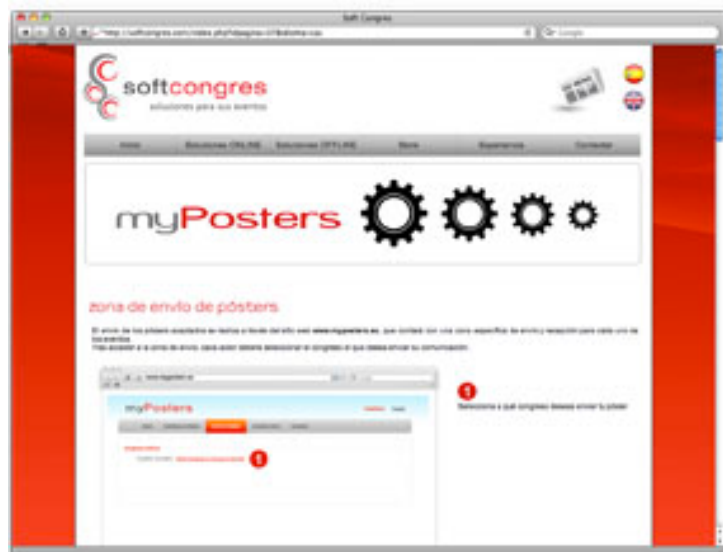 Soft Congres
Google
softcongres
soluciones para sus eventos
Inicio Soluciones ONLINE Soluciones OFFLINE Store Experiencia Contactar
myPosters
zona de envío de pósters
El envío de los pósters aceptados se realiza a través del sitio web www.myposters.es, que contará con una zona específica de envío y recepción para cada uno de
los eventos.
Tras acceder a la zona de envío, cada autor deberá seleccionar el congreso al que desea enviar su comunicación.
1
Selecciona a qué congreso deseas enviar tu póster
myPosters
1